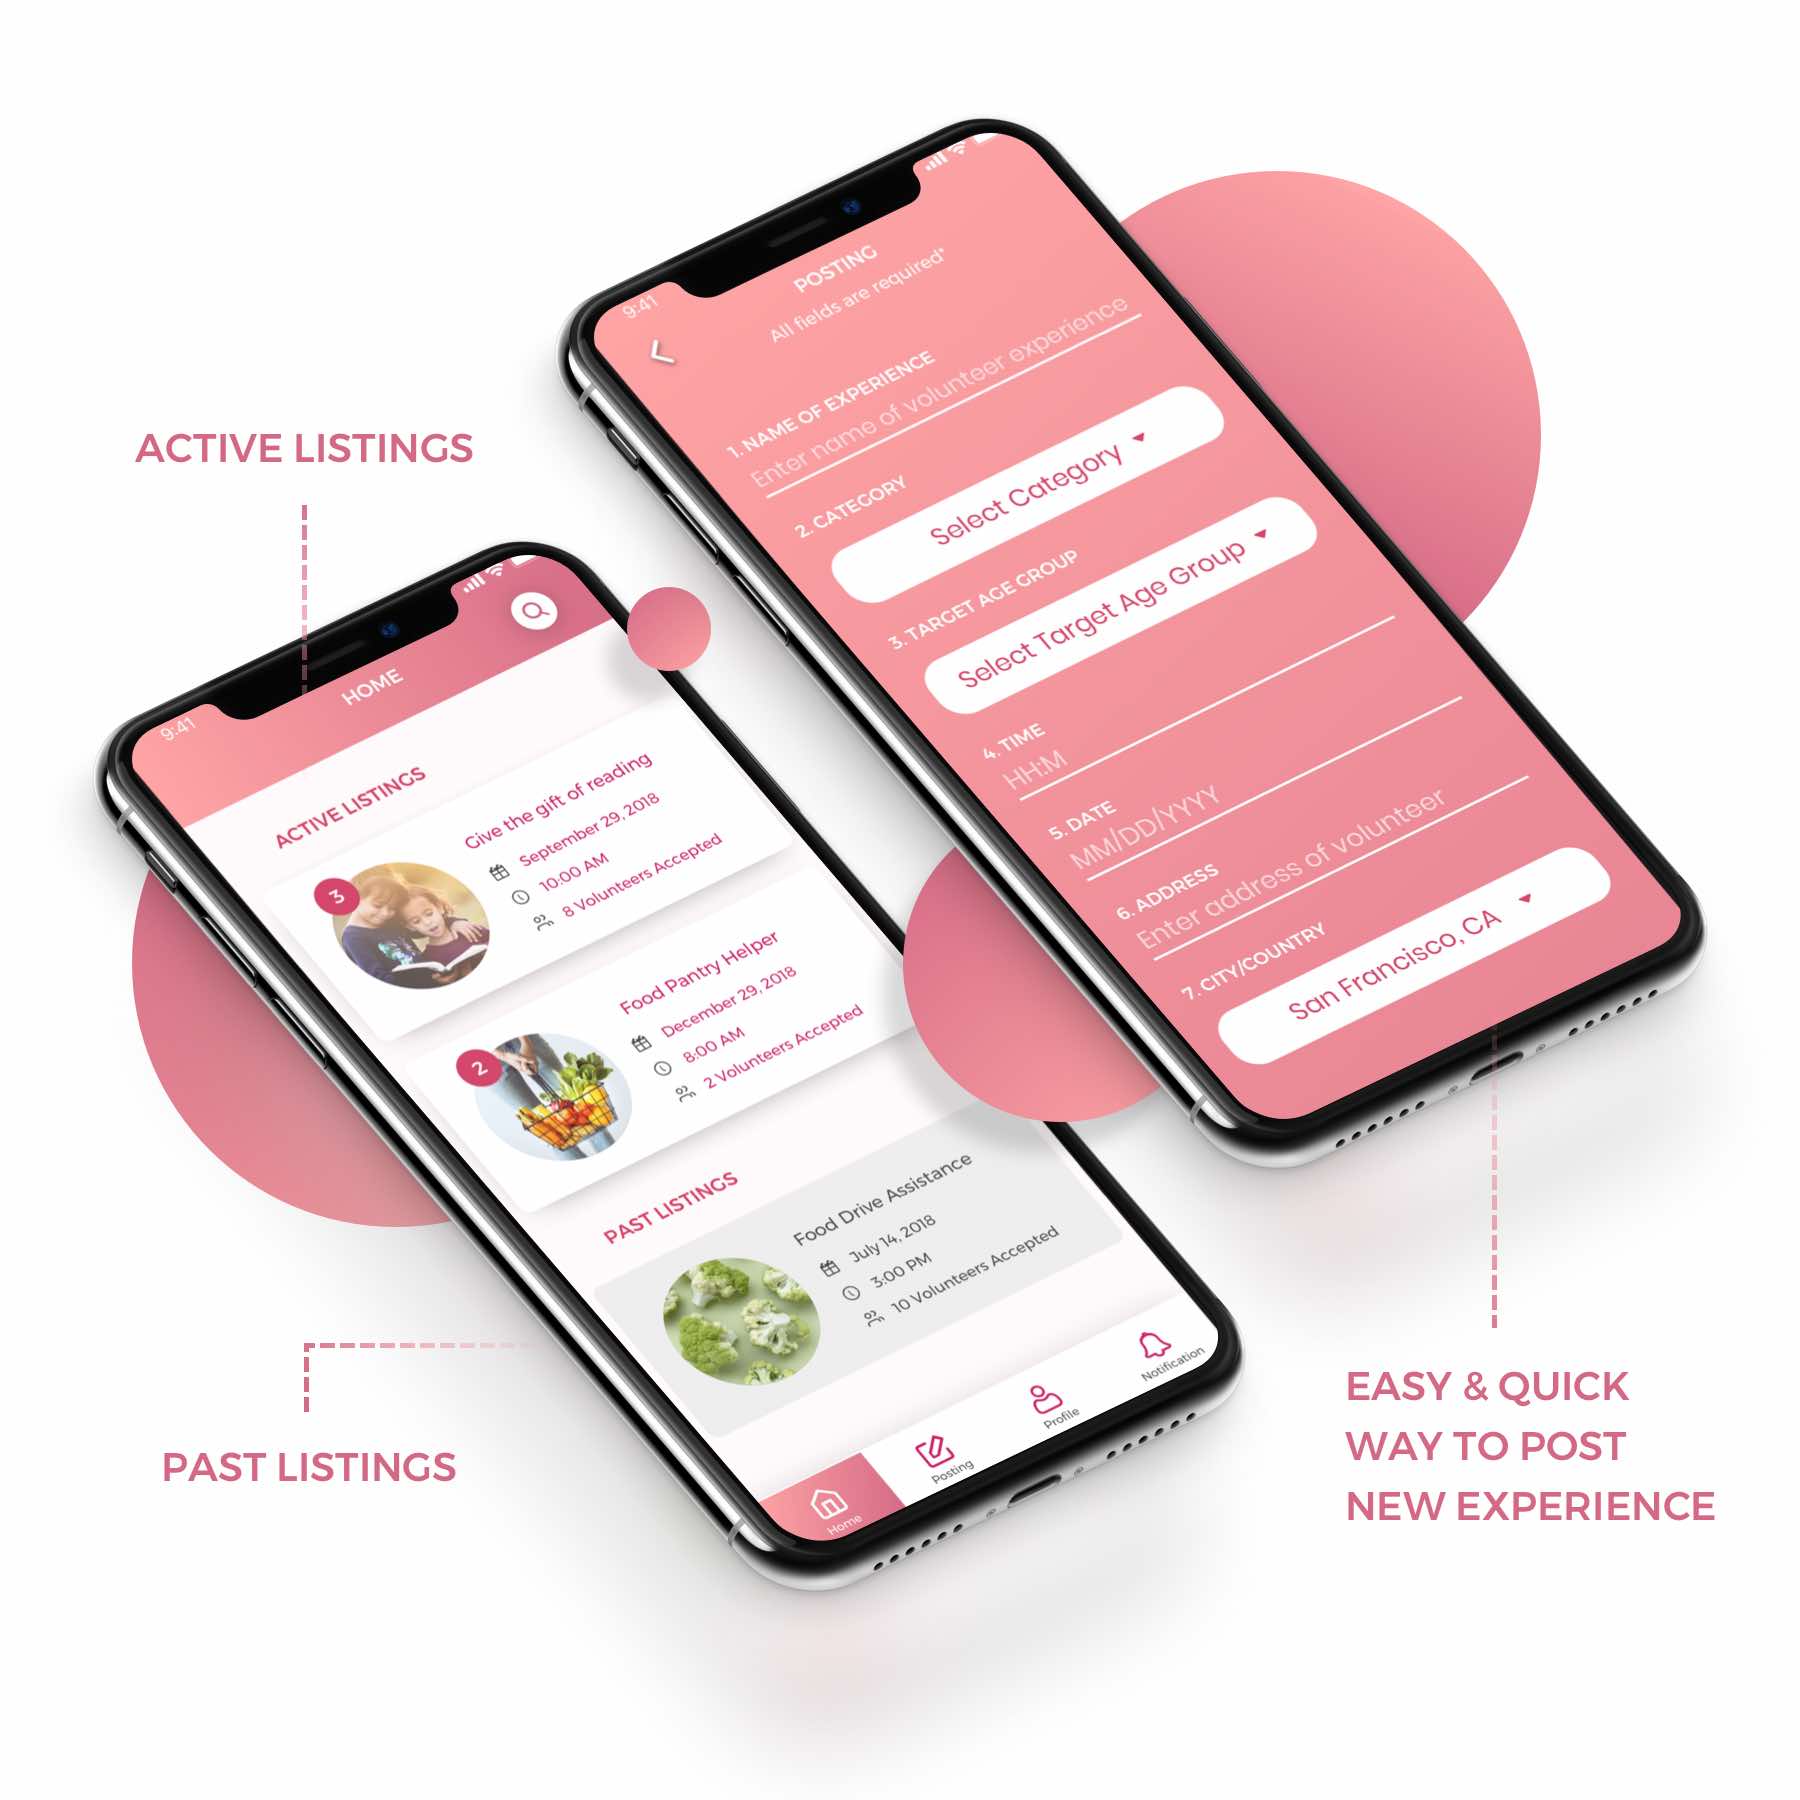 ACTIVE LISTINGS
9:41
HOME
ACTIVE LISTINGS
3
Give the gift of reading
September 29, 2018
10:00 AM
8 Volunteers Accepted
2
Food Pantry Helper
December 29, 2018
8:00 AM
2 Volunteers Accepted
PAST LISTINGS
Food Drive Assistance
July 14, 2018
3:00 PM
10 Volunteers Accepted
Home
Posting
Profile
Notification
PAST LISTINGS
9:41
POSTING
All fields are required*
1. NAME OF EXPERIENCE
Enter name of volunteer experience
2. CATEGORY
Select Category
3. TARGET AGE GROUP
Select Target Age Group
4. TIME
HH:M
5. DATE
MM/DD/YYYY
6. ADDRESS
Enter address of volunteer
7. CITY/COUNTRY
San Francisco, CA
EASY & QUICK
WAY TO POST
NEW EXPERIENCE